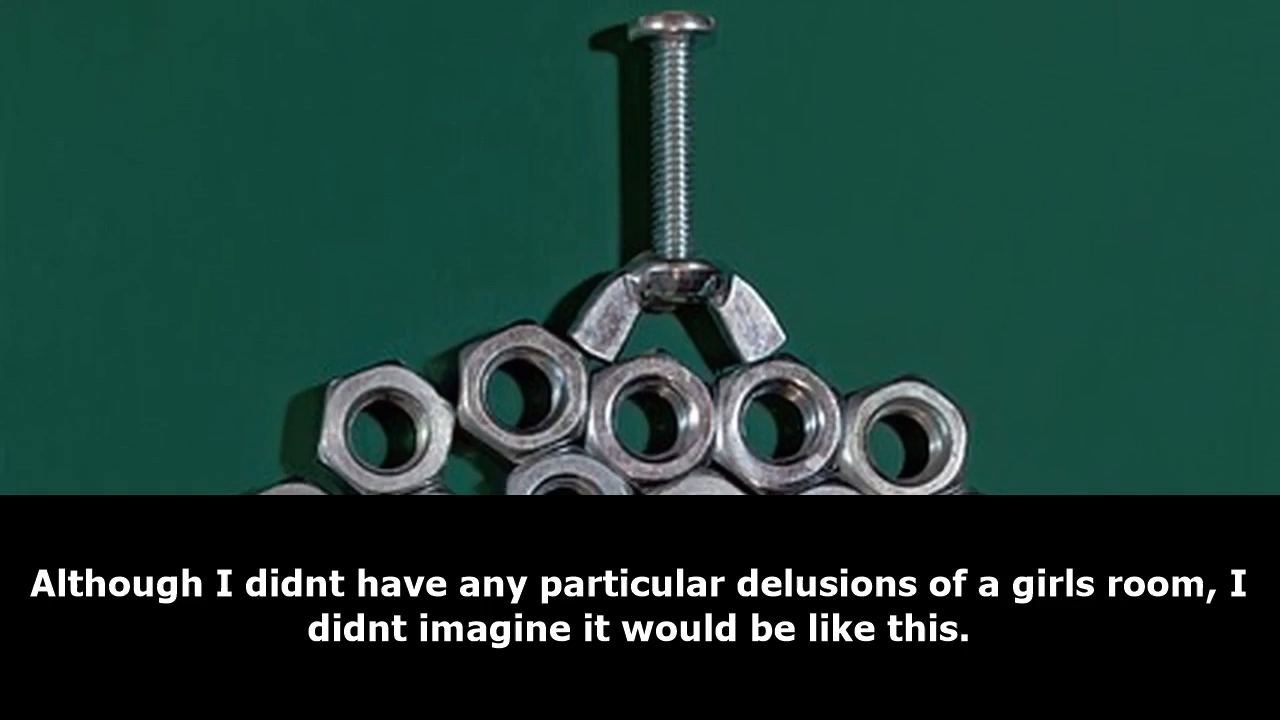 Although I didnt have any particular delusions of a girls room, I
didnt imagine it would be like this.